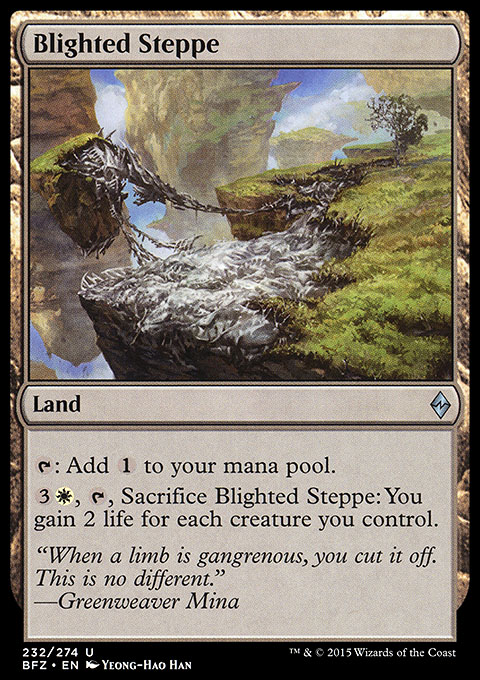 Blighted Steppe
Land
: Add 1 to your mana pool.
3, , Sacrifice Blighted Steppe: You
gain 2 life for each creature you control.
“When a limb is gangrenous, you cut it off.
This is no different.”
—Greenweaver Mina
232/274 U
BFZ • EN Yeong-Hao Han
™ & © 2015 Wizards of the Coast